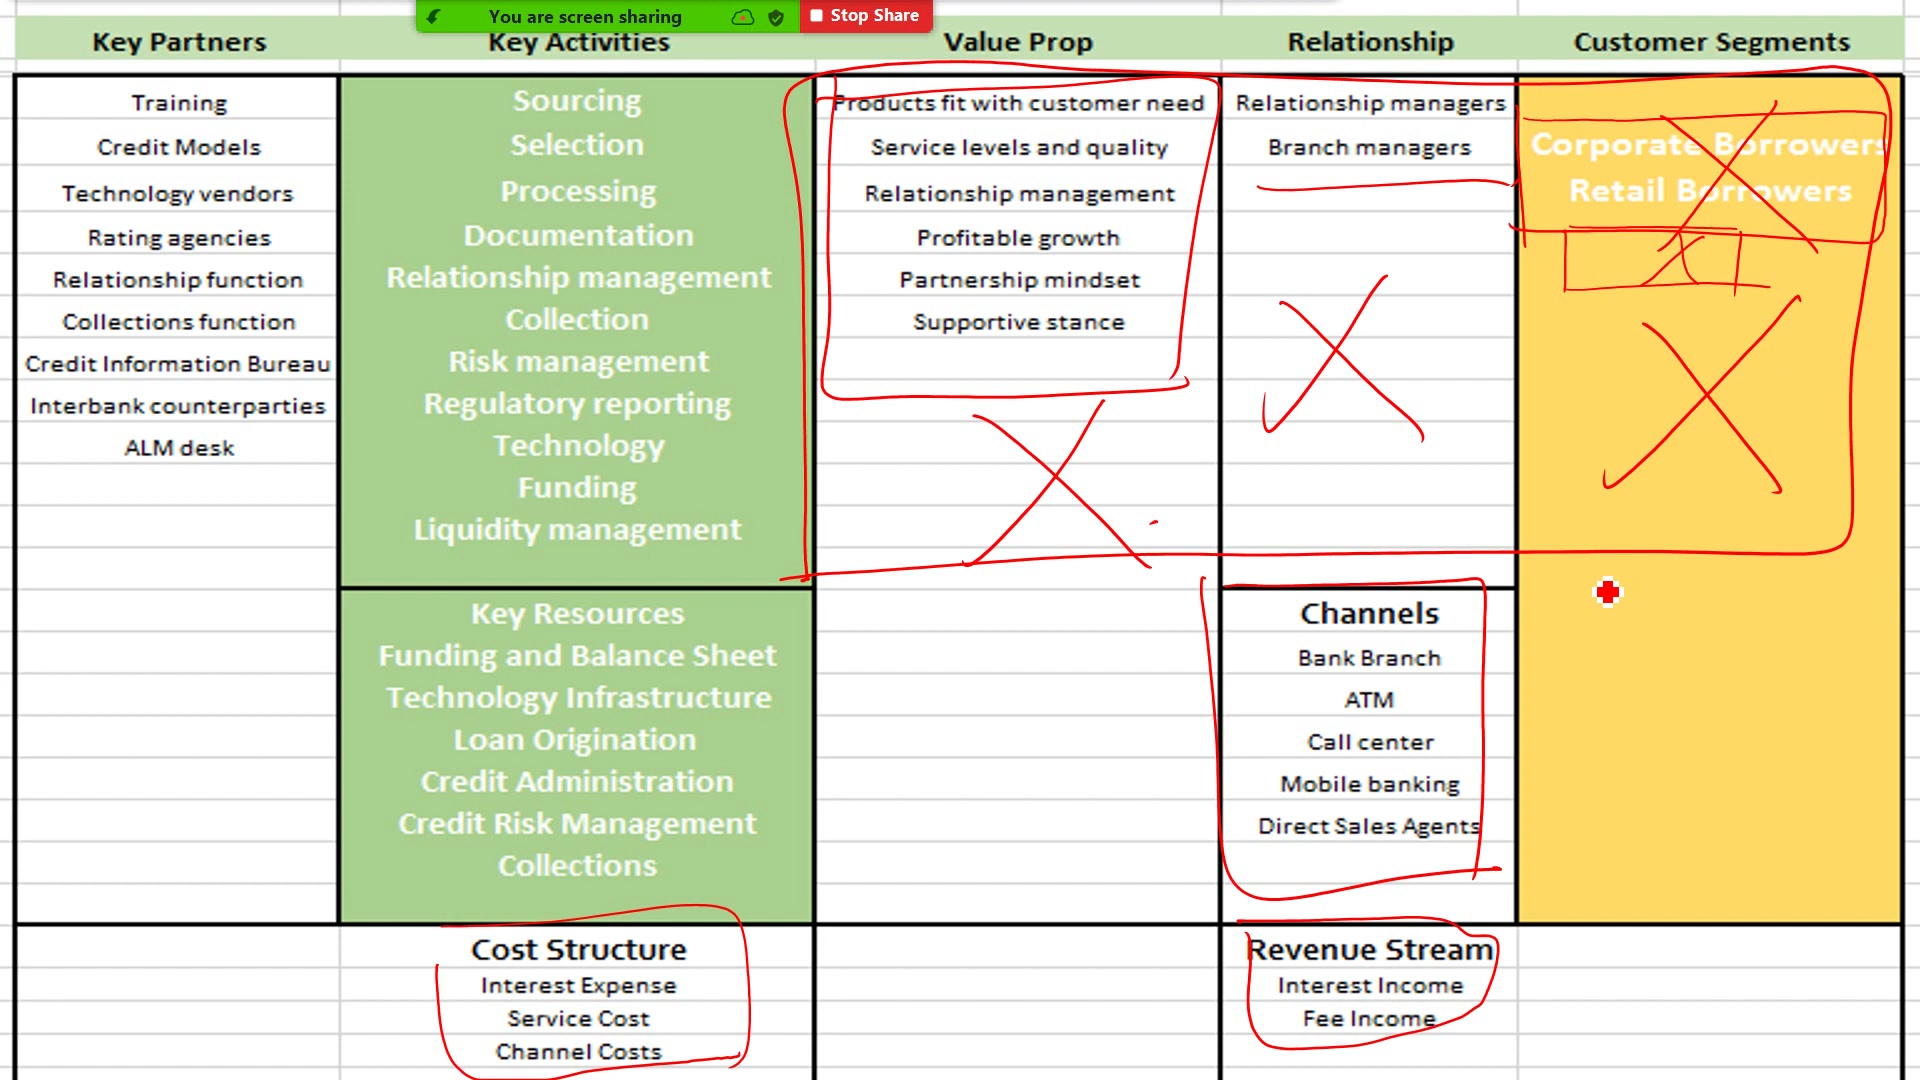 You are screen sharing
Stop Share
Key Partners
Key Activities
Value Prop
Relationship
Customer Segments
Training
Credit Models
Technology vendors
Rating agencies
Relationship function
Collections function
Credit Information Bureau
Interbank counterparties
ALM desk
Sourcing
Selection
Processing
Documentation
Relationship management
Collection
Risk management
Regulatory reporting
Technology
Funding
Liquidity management
Key Resources
Funding and Balance Sheet
Technology Infrastructure
Loan Origination
Credit Administration
Credit Risk Management
Collections
Products fit with customer need
Service levels and quality
Relationship management
Profitable growth
Partnership mindset
Supportive stance
Relationship managers
Branch managers
Channels
Bank Branch
ATM
Call center
Mobile banking
Direct Sales Agents
Corporate Borrowers
Retail Borrowers
Cost Structure
Interest Expense
Service Cost
Channel Costs
Revenue Stream
Interest Income
Fee Income